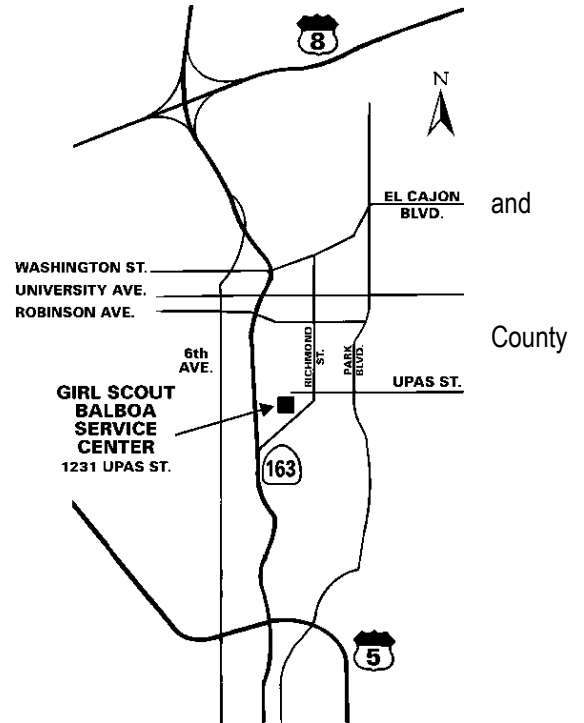 8
N
EL CAJON
BLVD.
and
WASHINGTON ST.
UNIVERSITY AVE.
ROBINSON AVE.
County
6th
AVE.
RICHMOND
ST.
PARK
BLVD.
UPAS ST.
GIRL SCOUT
BALBOA
SERVICE
CENTER
1231 UPAS ST.
163
5